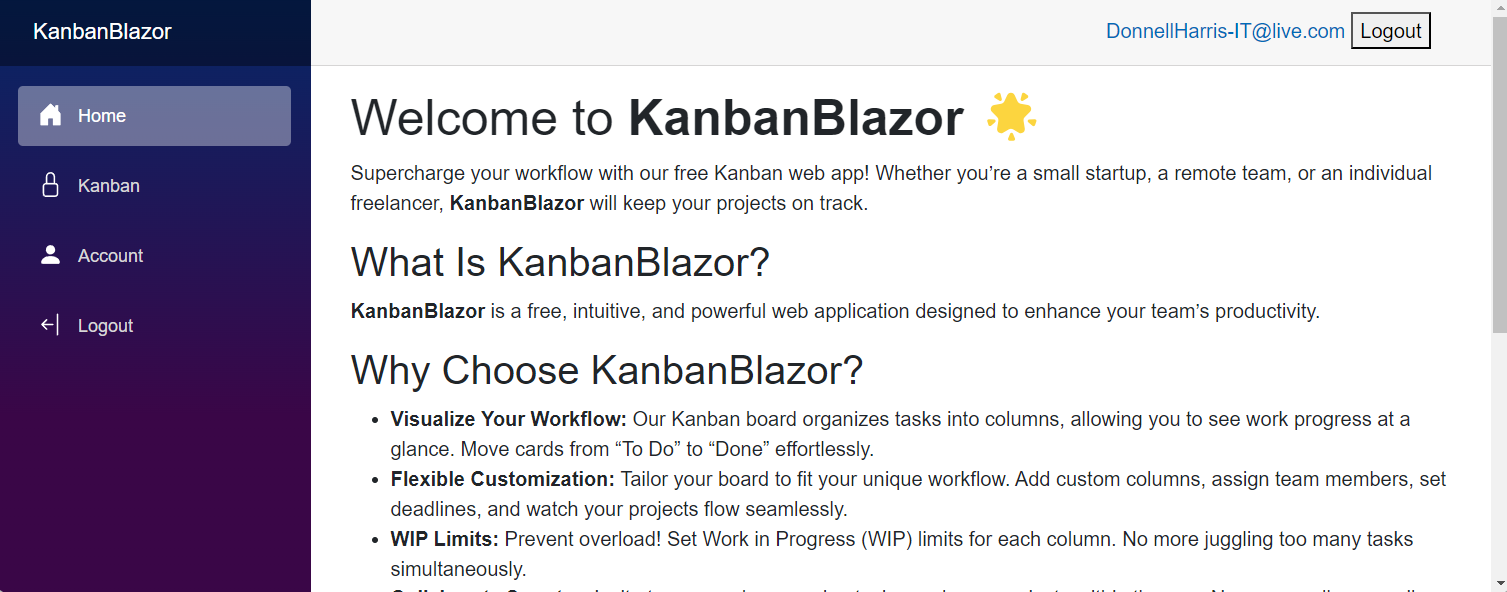 KanbanBlazor
DonnellHarris-IT@live.com Logout
Home
Kanban
Account
Logout
Welcome to KanbanBlazor
Supercharge your workflow with our free Kanban web app! Whether you’re a small startup, a remote team, or an individual
freelancer, KanbanBlazor will keep your projects on track.
What Is KanbanBlazor?
KanbanBlazor is a free, intuitive, and powerful web application designed to enhance your team’s productivity.
Why Choose KanbanBlazor?
• Visualize Your Workflow: Our Kanban board organizes tasks into columns, allowing you to see work progress at a
glance. Move cards from “To Do” to “Done” effortlessly.
• Flexible Customization: Tailor your board to fit your unique workflow. Add custom columns, assign team members, set
deadlines, and watch your projects flow seamlessly.
• WIP Limits: Prevent overload! Set Work in Progress (WIP) limits for each column. No more juggling too many tasks
simultaneously.